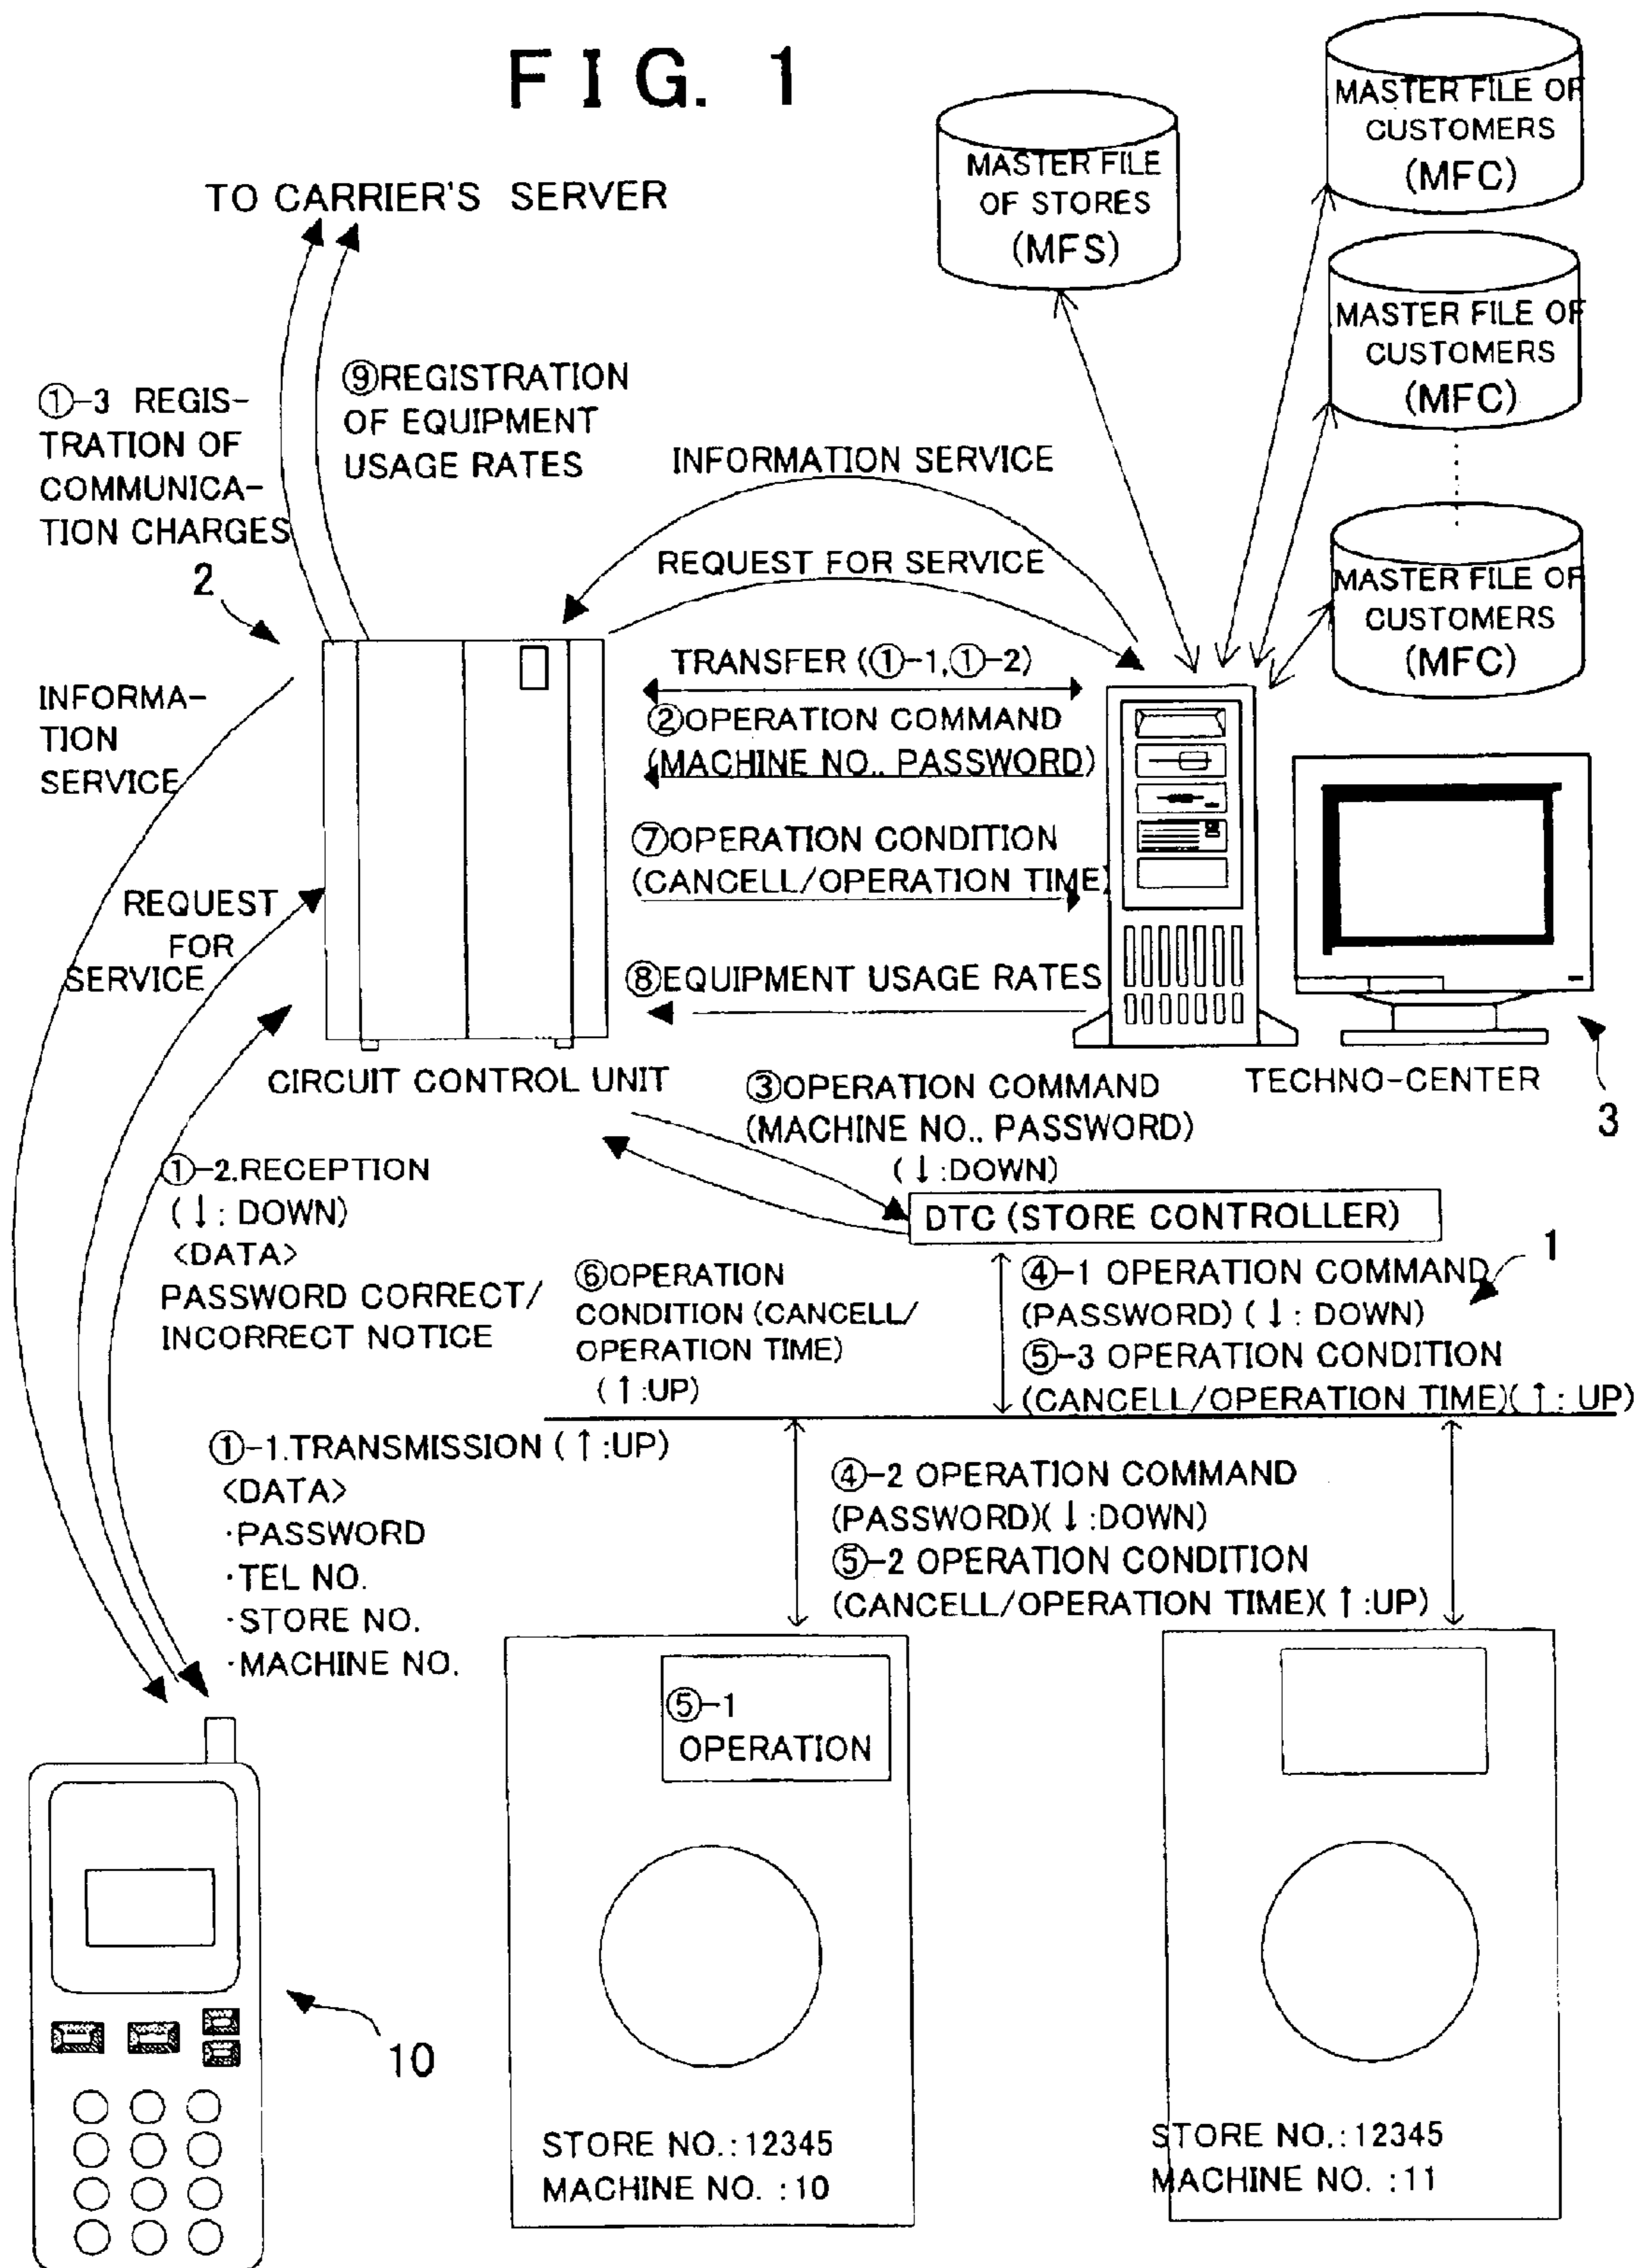 FIG. 1
MASTER FILE OF
CUSTOMERS
(MFC)
MASTER FILE
OF STORES
(MFS)
TO CARRIER'S SERVER
MASTER FILE OF
CUSTOMERS
(MFC)
①-3 REGIS-
TRATION OF
COMMUNICA-
TION CHARGES
2
⑨REGISTRATION
OF EQUIPMENT
USAGE RATES
INFORMATION SERVICE
REQUEST FOR SERVICE
MASTER FILE OF
CUSTOMERS
(MFC)
TRANSFER (①-1,①-2)
②OPERATION COMMAND
(MACHINE NO., PASSWORD)
INFORMA-
TION
SERVICE
⑦OPERATION CONDITION
(CANCELL/OPERATION TIME)
REQUEST
FOR
SERVICE
⑧EQUIPMENT USAGE RATES
CIRCUIT CONTROL UNIT
TECHNO-CENTER
3
③OPERATION COMMAND
(MACHINE NO., PASSWORD)
(↓:DOWN)
①-2.RECEPTION
(↓: DOWN)
<DATA>
PASSWORD CORRECT/
INCORRECT NOTICE
DTC (STORE CONTROLLER)
1
⑥OPERATION
CONDITION (CANCELL/
OPERATION TIME)
(↑:UP)
④-1 OPERATION COMMAND
(PASSWORD) (↓: DOWN)
⑤-3 OPERATION CONDITION
(CANCELL/OPERATION TIME)(↑: UP)
①-1.TRANSMISSION (↑:UP)
<DATA>
·PASSWORD
·TEL NO.
·STORE NO.
·MACHINE NO.
④-2 OPERATION COMMAND
(PASSWORD)(↓:DOWN)
⑤-2 OPERATION CONDITION
(CANCELL/OPERATION TIME)(↑:UP)
⑤-1
OPERATION
10
STORE NO.:12345
MACHINE NO. :10
STORE NO.:12345
MACHINE NO. :11